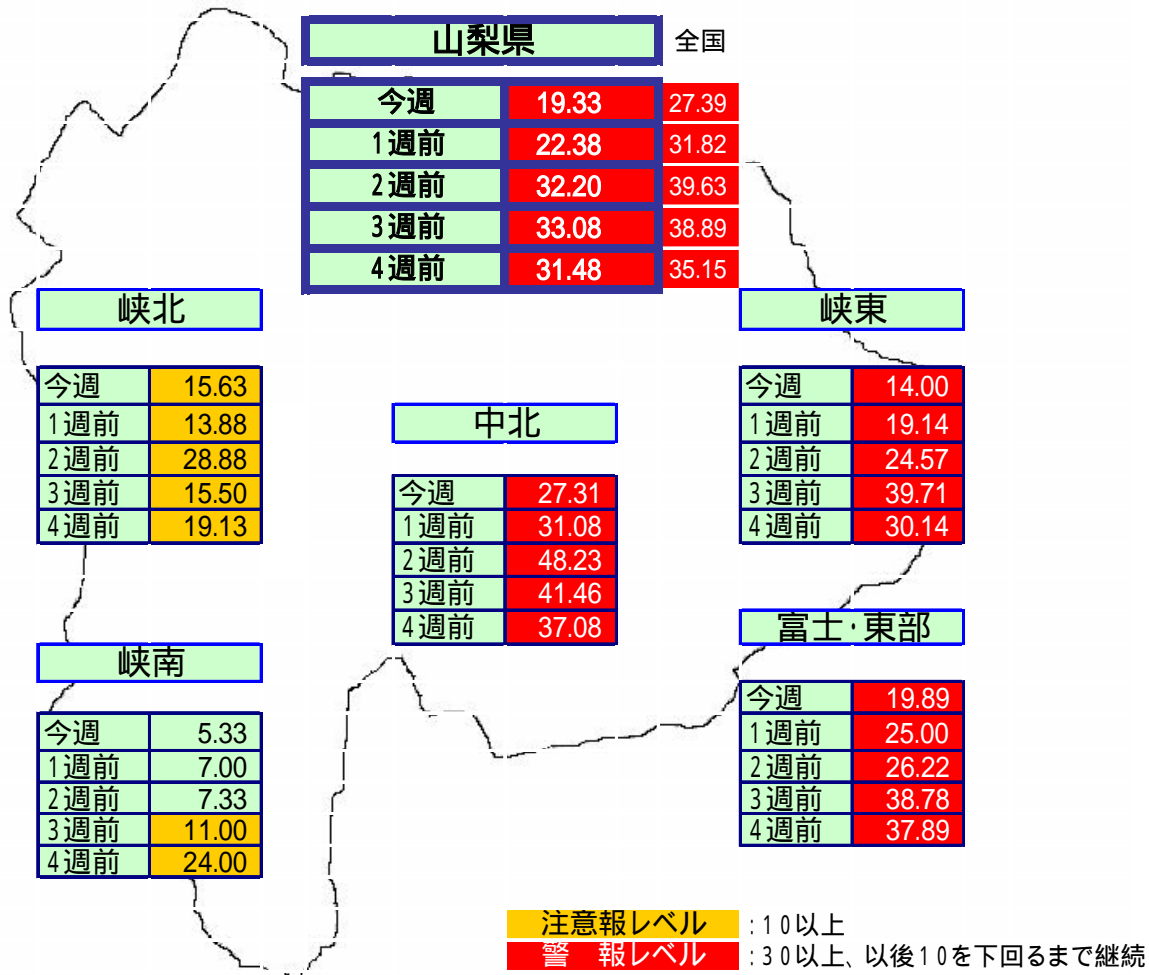 山梨県 全国
今週 19.33 27.39
1週前 22.38 31.82
2週前 32.20 39.63
3週前 33.08 38.89
4週前 31.48 35.15
峡北
今週 15.63
1週前 13.88
2週前 28.88
3週前 15.50
4週前 19.13
中北
今週 27.31
1週前 31.08
2週前 48.23
3週前 41.46
4週前 37.08
峡東
今週 14.00
1週前 19.14
2週前 24.57
3週前 39.71
4週前 30.14
峡南
今週 5.33
1週前 7.00
2週前 7.33
3週前 11.00
4週前 24.00
富士・東部
今週 19.89
1週前 25.00
2週前 26.22
3週前 38.78
4週前 37.89
注意報レベル :10以上
警 報レベル :30以上、以後10を下回るまで継続